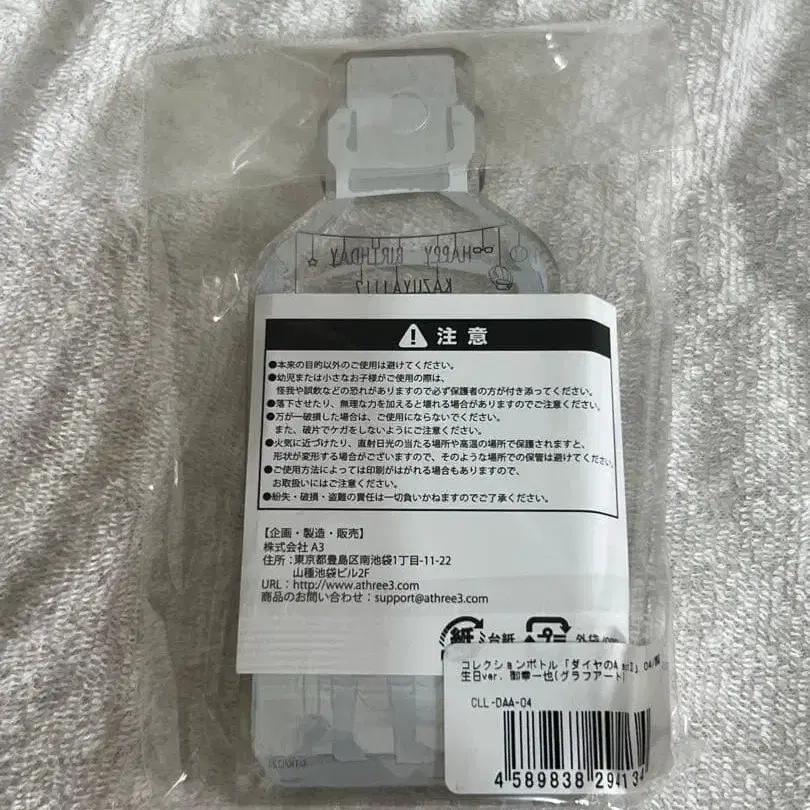 HAPPY BIRTHDAY
KAZUYA 1117
注意
●本来の目的以外のご使用は避けてください。
●幼児または小さなお子様がご使用の際は、
怪我や誤飲などの恐れがありますので必ず保護者の方が付き添ってください。
●落下させたり、無理な力を加えると壊れる場合がありますのでご注意ください。
●万が一破損した場合は、ご使用にならないでください。
また、破片でケガをしないようにご注意ください。
●火気に近づけたり、直射日光の当たる場所や高温の場所で保護されますと、
形状が変形する場合がございますので、そのような場所での保管は避けてください。
●ご使用方法によっては印刷がはがれる場合もありますので、
お取扱いにはご注意ください。
●紛失・破損・盗難の責任は一切負いかねますのでご了承ください。
【企画・製造・販売】
株式会社 A3
住所:東京都豊島区南池袋1丁目-11-22
山種池袋ビル2F
URL:http://www.athree3.com
商品のお問い合わせ:support@athree3.com
紙 台紙 外袋
コレクションボトル「ダイヤのA actⅡ」04/
生日ver. 御幸一也(グラフアート)
CLL-DAA-04
4 589838 294134